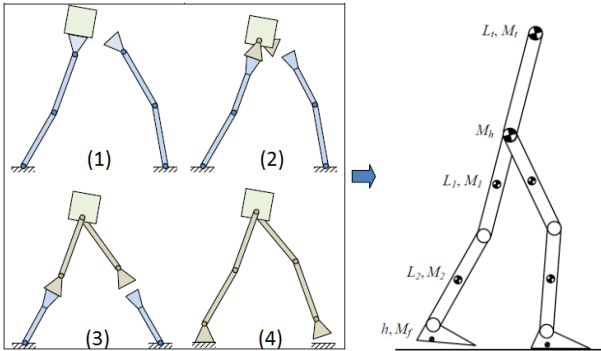 (1)
(2)
(3)
(4)
Lt, Mt
Mh
L1, M1
L2, M2
h, Mf